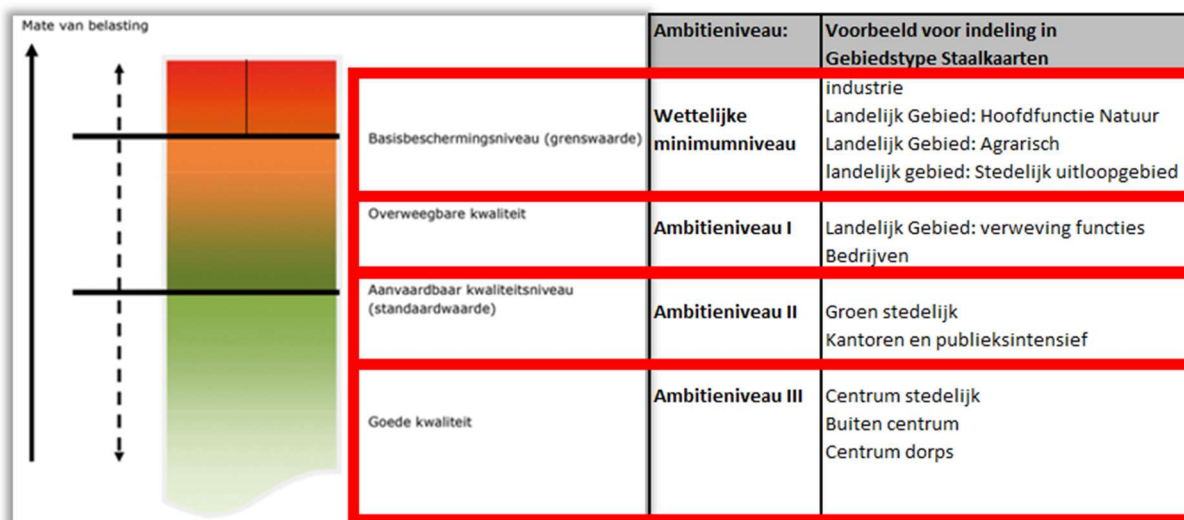 Mate van belasting
Ambitieniveau:
Voorbeeld voor indeling in
Gebiedstype Staalkaarten
Basisbeschermingsniveau (grenswaarde)
Wettelijke
minimumniveau
industrie
Landelijk Gebied: Hoofdfunctie Natuur
Landelijk Gebied: Agrarisch
landelijk gebied: Stedelijk uitloopgebied
Overweegbare kwaliteit
Ambitieniveau I
Landelijk Gebied: verweving functies
Bedrijven
Aanvaardbaar kwaliteitsniveau
(standaardwaarde)
Ambitieniveau II
Groen stedelijk
Kantoren en publieksintensief
Goede kwaliteit
Ambitieniveau III
Centrum stedelijk
Buiten centrum
Centrum dorps